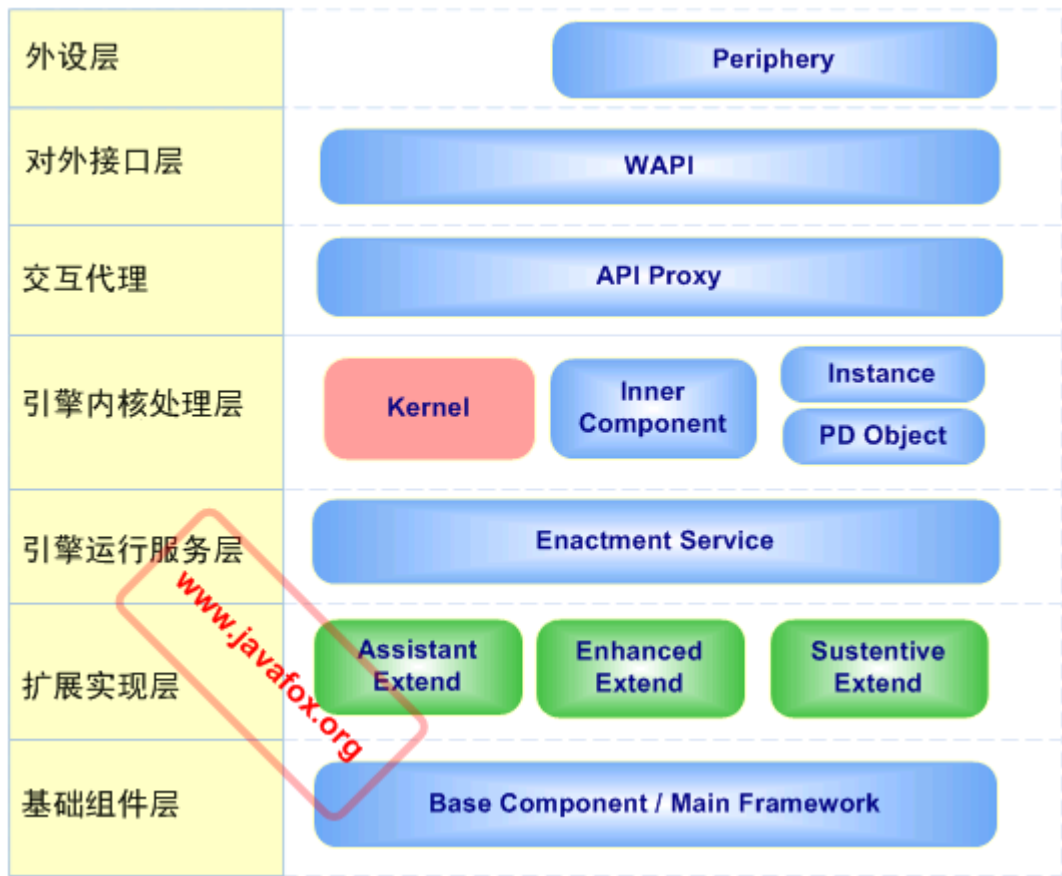 外设层
Periphery
对外接口层
WAPI
交互代理
API Proxy
引擎内核处理层
Kernel
Inner
Component
Instance
PD Object
引擎运行服务层
Enactment Service
扩展实现层
Assistant
Extend
Enhanced
Extend
Sustentive
Extend
基础组件层
Base Component / Main Framework
www.javafox.org